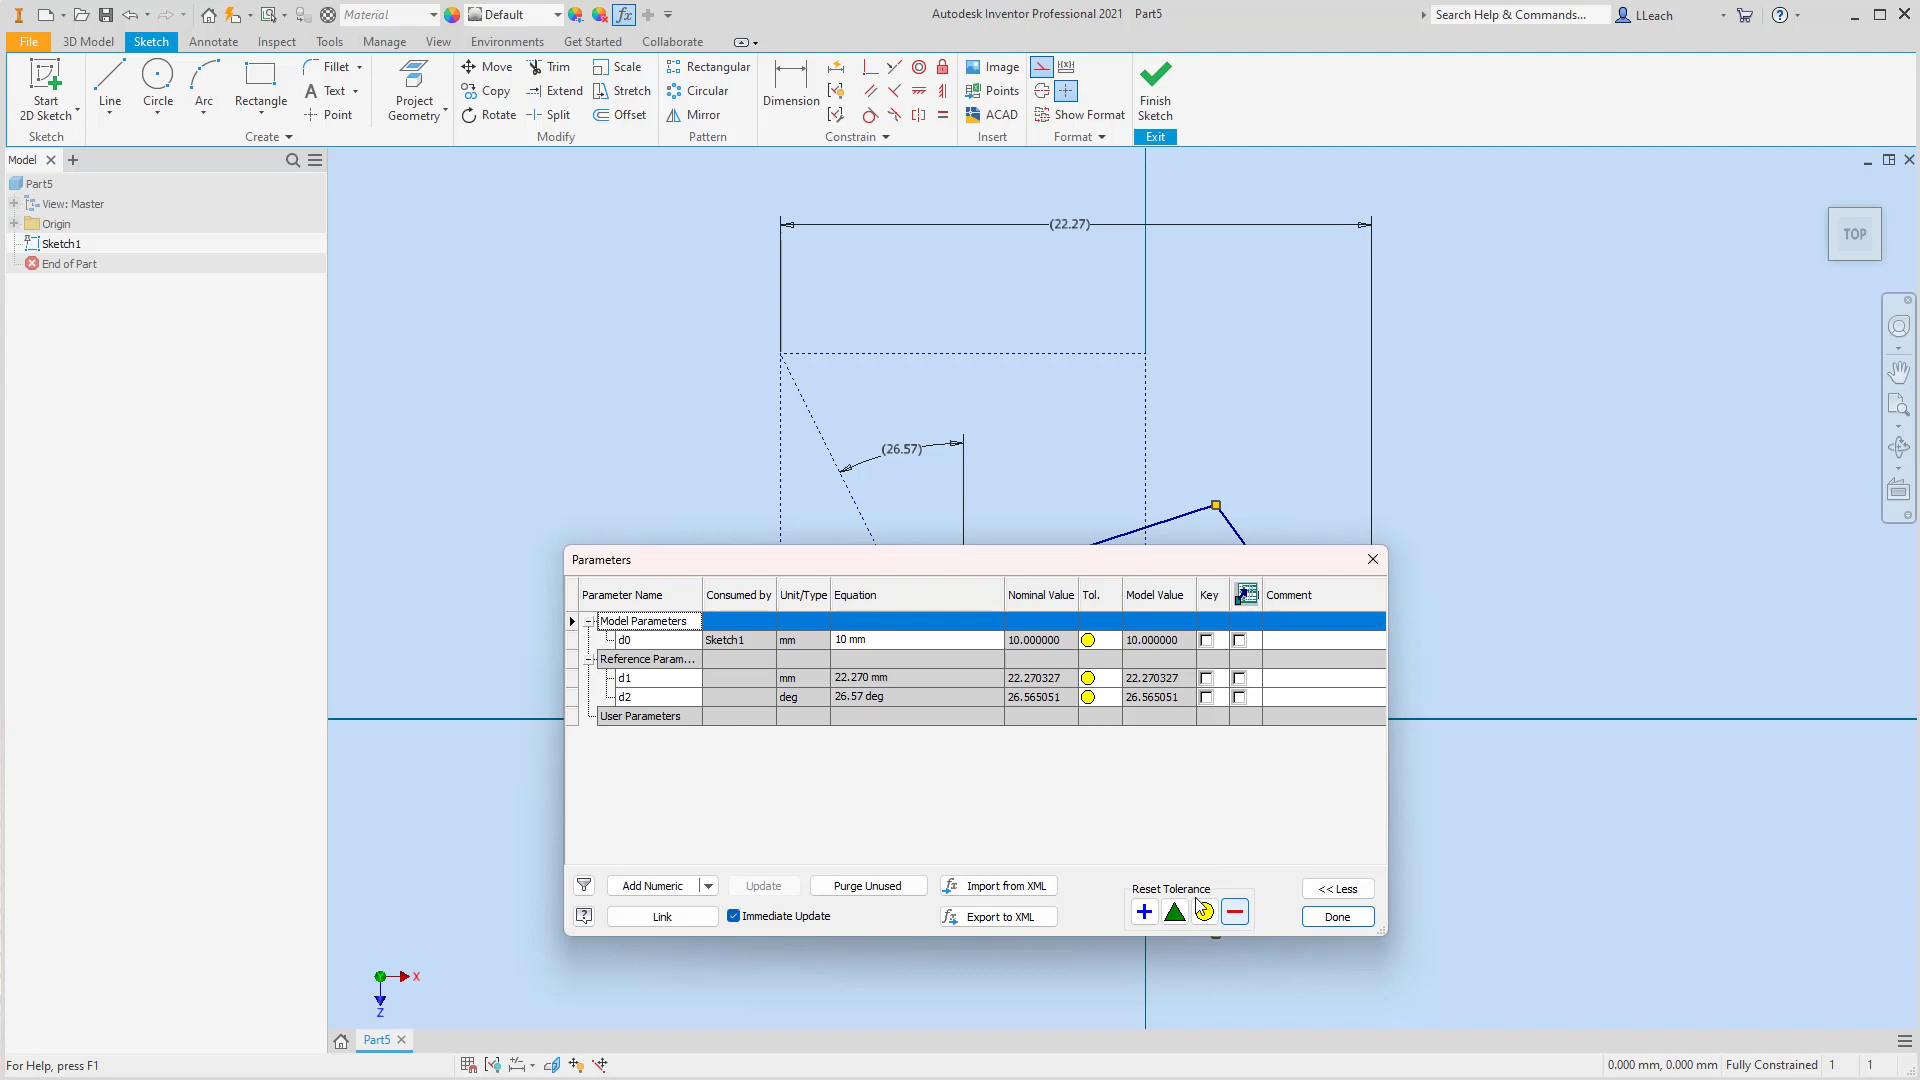 Material
Default
Autodesk Inventor Professional 2021 Part5
Search Help & Commands...
LLeach
File 3D Model Sketch Annotate Inspect Tools Manage View Environments Get Started Collaborate
Start
2D Sketch
Line
Circle
Arc
Rectangle
Fillet
Text
Point
Project
Geometry
Move
Copy
Rotate
Trim
Extend
Split
Scale
Stretch
Offset
Rectangular
Circular
Mirror
Dimension
Image
Points
ACAD
Show Format
Finish
Sketch
Sketch Create Modify Pattern Constrain Insert Format Exit
Model
Part5
View: Master
Origin
Sketch1
End of Part
(22.27)
TOP
(26.57)
Parameters
Parameter Name Consumed by Unit/Type Equation Nominal Value Tol. Model Value Key Comment
Model Parameters
d0 Sketch1 mm 10 mm 10.000000 10.000000
Reference Param...
d1 mm 22.270 mm 22.270327 22.270327
d2 deg 26.57 deg 26.565051 26.565051
User Parameters
Add Numeric Update Purge Unused Import from XML Reset Tolerance << Less
Link Immediate Update Export to XML Done
X
Z
Part5
For Help, press F1
0.000 mm, 0.000 mm Fully Constrained 1 1